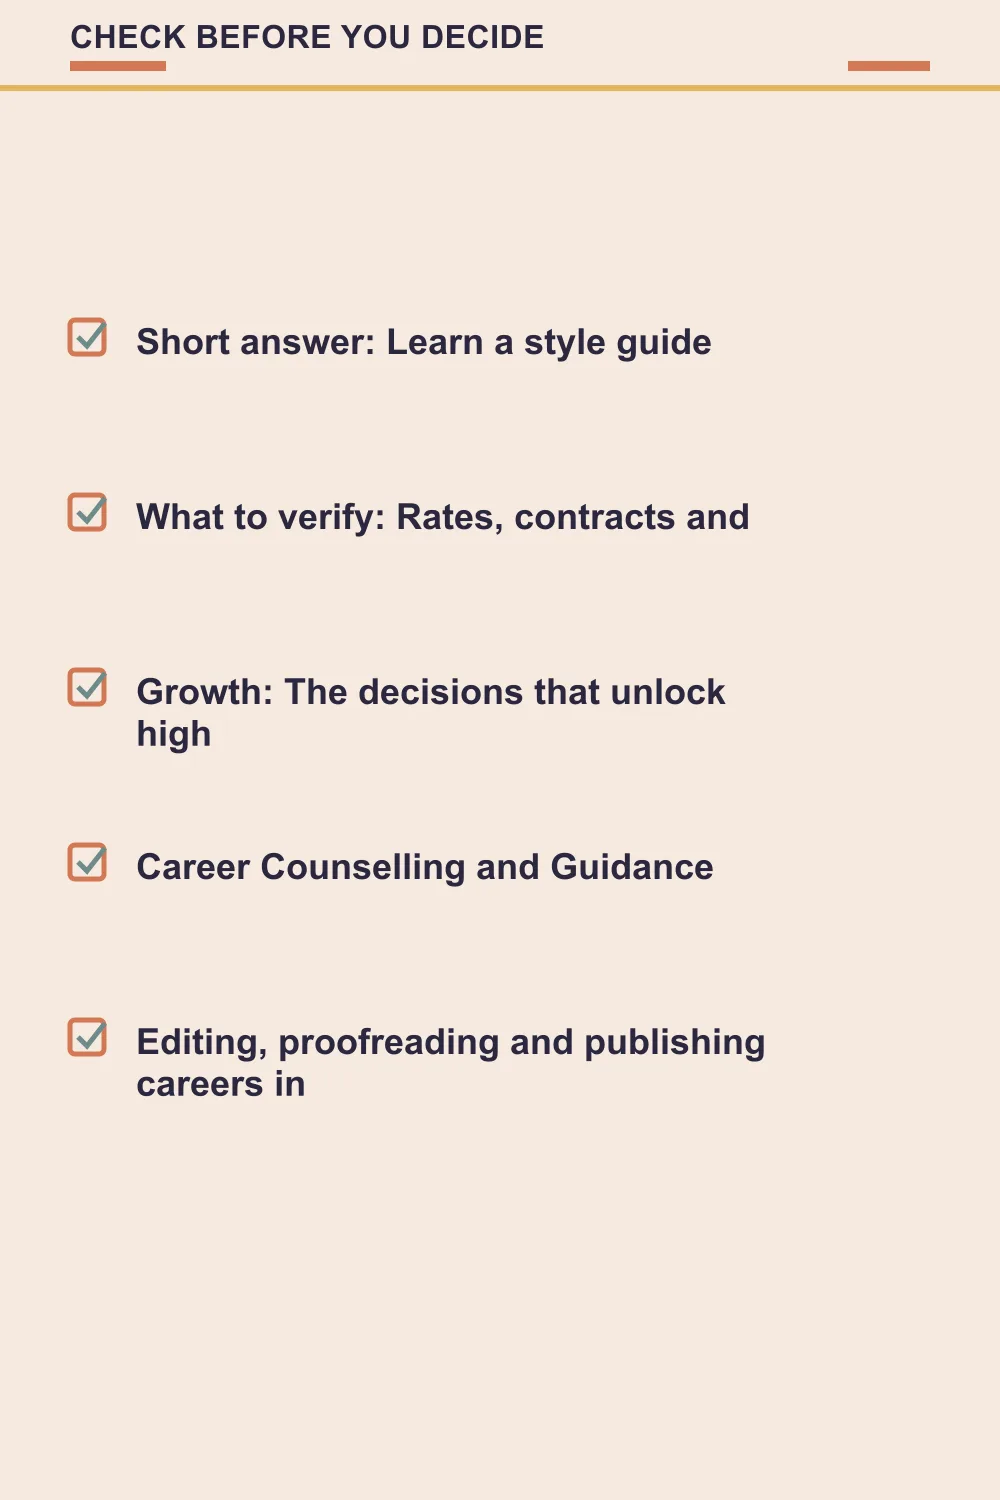 CHECK BEFORE YOU DECIDE
Short answer: Learn a style guide
What to verify: Rates, contracts and
Growth: The decisions that unlock
high
Career Counselling and Guidance
Editing, proofreading and publishing
careers in